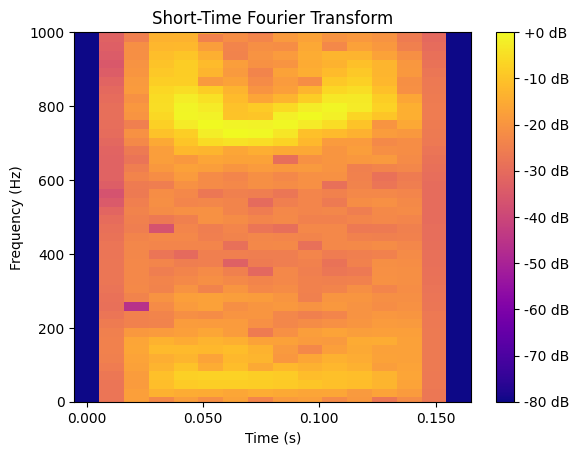 Short-Time Fourier Transform
1000
800
600
400
200
0
Frequency (Hz)
0.000
0.050
0.100
0.150
Time (s)
+0 dB
-10 dB
-20 dB
-30 dB
-40 dB
-50 dB
-60 dB
-70 dB
-80 dB